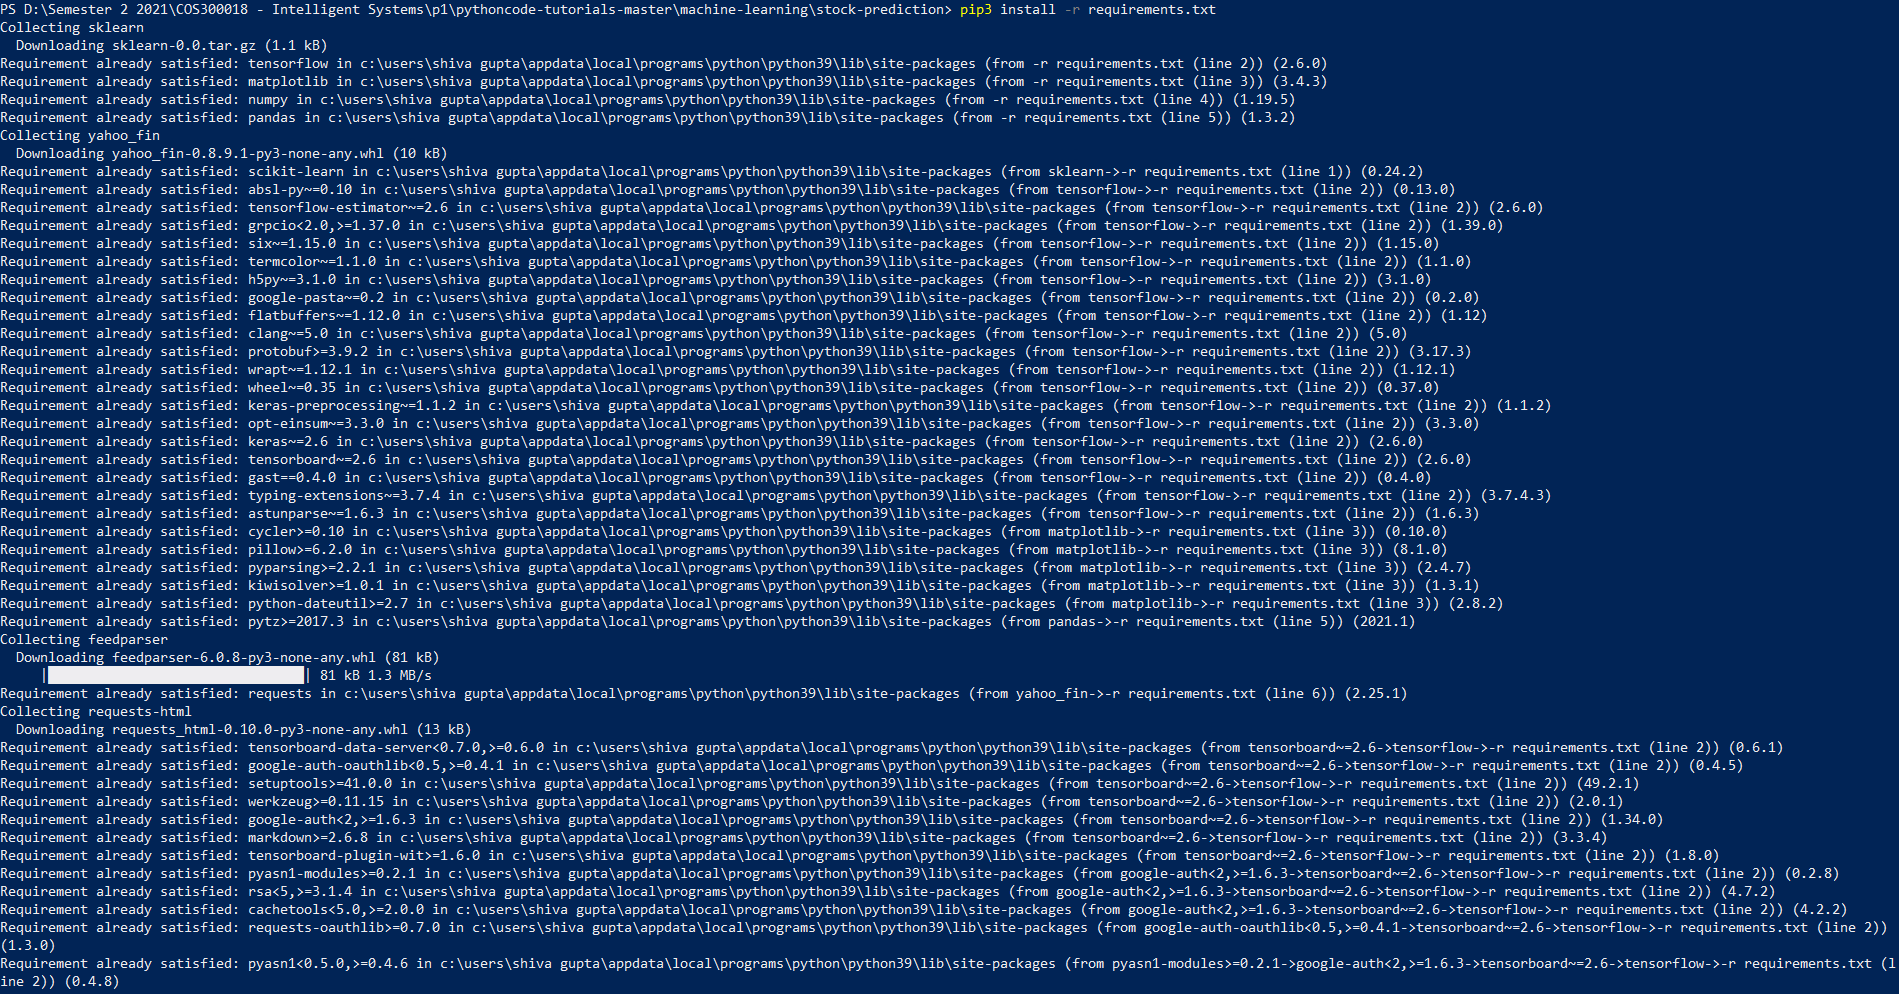 PS D:\Semester 2 2021\COS300018 - Intelligent Systems\p1\pythoncode-tutorials-master\machine-learning\stock-prediction> pip3 install -r requirements.txt
Collecting sklearn
  Downloading sklearn-0.0.tar.gz (1.1 kB)
Requirement already satisfied: tensorflow in c:\users\shiva gupta\appdata\local\programs\python\python39\lib\site-packages (from -r requirements.txt (line 2)) (2.6.0)
Requirement already satisfied: matplotlib in c:\users\shiva gupta\appdata\local\programs\python\python39\lib\site-packages (from -r requirements.txt (line 3)) (3.4.3)
Requirement already satisfied: numpy in c:\users\shiva gupta\appdata\local\programs\python\python39\lib\site-packages (from -r requirements.txt (line 4)) (1.19.5)
Requirement already satisfied: pandas in c:\users\shiva gupta\appdata\local\programs\python\python39\lib\site-packages (from -r requirements.txt (line 5)) (1.3.2)
Collecting yahoo_fin
  Downloading yahoo_fin-0.8.9.1-py3-none-any.whl (10 kB)
Requirement already satisfied: scikit-learn in c:\users\shiva gupta\appdata\local\programs\python\python39\lib\site-packages (from sklearn->-r requirements.txt (line 1)) (0.24.2)
Requirement already satisfied: absl-py~=0.10 in c:\users\shiva gupta\appdata\local\programs\python\python39\lib\site-packages (from tensorflow->-r requirements.txt (line 2)) (0.13.0)
Requirement already satisfied: tensorflow-estimator~=2.6 in c:\users\shiva gupta\appdata\local\programs\python\python39\lib\site-packages (from tensorflow->-r requirements.txt (line 2)) (2.6.0)
Requirement already satisfied: grpcio<2.0,>=1.37.0 in c:\users\shiva gupta\appdata\local\programs\python\python39\lib\site-packages (from tensorflow->-r requirements.txt (line 2)) (1.39.0)
Requirement already satisfied: six~=1.15.0 in c:\users\shiva gupta\appdata\local\programs\python\python39\lib\site-packages (from tensorflow->-r requirements.txt (line 2)) (1.15.0)
Requirement already satisfied: termcolor~=1.1.0 in c:\users\shiva gupta\appdata\local\programs\python\python39\lib\site-packages (from tensorflow->-r requirements.txt (line 2)) (1.1.0)
Requirement already satisfied: h5py~=3.1.0 in c:\users\shiva gupta\appdata\local\programs\python\python39\lib\site-packages (from tensorflow->-r requirements.txt (line 2)) (3.1.0)
Requirement already satisfied: google-pasta~=0.2 in c:\users\shiva gupta\appdata\local\programs\python\python39\lib\site-packages (from tensorflow->-r requirements.txt (line 2)) (0.2.0)
Requirement already satisfied: flatbuffers~=1.12.0 in c:\users\shiva gupta\appdata\local\programs\python\python39\lib\site-packages (from tensorflow->-r requirements.txt (line 2)) (1.12)
Requirement already satisfied: clang~=5.0 in c:\users\shiva gupta\appdata\local\programs\python\python39\lib\site-packages (from tensorflow->-r requirements.txt (line 2)) (5.0)
Requirement already satisfied: protobuf>=3.9.2 in c:\users\shiva gupta\appdata\local\programs\python\python39\lib\site-packages (from tensorflow->-r requirements.txt (line 2)) (3.17.3)
Requirement already satisfied: wrapt~=1.12.1 in c:\users\shiva gupta\appdata\local\programs\python\python39\lib\site-packages (from tensorflow->-r requirements.txt (line 2)) (1.12.1)
Requirement already satisfied: wheel~=0.35 in c:\users\shiva gupta\appdata\local\programs\python\python39\lib\site-packages (from tensorflow->-r requirements.txt (line 2)) (0.37.0)
Requirement already satisfied: keras-preprocessing~=1.1.2 in c:\users\shiva gupta\appdata\local\programs\python\python39\lib\site-packages (from tensorflow->-r requirements.txt (line 2)) (1.1.2)
Requirement already satisfied: opt-einsum~=3.3.0 in c:\users\shiva gupta\appdata\local\programs\python\python39\lib\site-packages (from tensorflow->-r requirements.txt (line 2)) (3.3.0)
Requirement already satisfied: keras~=2.6 in c:\users\shiva gupta\appdata\local\programs\python\python39\lib\site-packages (from tensorflow->-r requirements.txt (line 2)) (2.6.0)
Requirement already satisfied: tensorboard~=2.6 in c:\users\shiva gupta\appdata\local\programs\python\python39\lib\site-packages (from tensorflow->-r requirements.txt (line 2)) (2.6.0)
Requirement already satisfied: gast==0.4.0 in c:\users\shiva gupta\appdata\local\programs\python\python39\lib\site-packages (from tensorflow->-r requirements.txt (line 2)) (0.4.0)
Requirement already satisfied: typing-extensions~=3.7.4 in c:\users\shiva gupta\appdata\local\programs\python\python39\lib\site-packages (from tensorflow->-r requirements.txt (line 2)) (3.7.4.3)
Requirement already satisfied: astunparse~=1.6.3 in c:\users\shiva gupta\appdata\local\programs\python\python39\lib\site-packages (from tensorflow->-r requirements.txt (line 2)) (1.6.3)
Requirement already satisfied: cycler>=0.10 in c:\users\shiva gupta\appdata\local\programs\python\python39\lib\site-packages (from matplotlib->-r requirements.txt (line 3)) (0.10.0)
Requirement already satisfied: pillow>=6.2.0 in c:\users\shiva gupta\appdata\local\programs\python\python39\lib\site-packages (from matplotlib->-r requirements.txt (line 3)) (8.1.0)
Requirement already satisfied: pyparsing>=2.2.1 in c:\users\shiva gupta\appdata\local\programs\python\python39\lib\site-packages (from matplotlib->-r requirements.txt (line 3)) (2.4.7)
Requirement already satisfied: kiwisolver>=1.0.1 in c:\users\shiva gupta\appdata\local\programs\python\python39\lib\site-packages (from matplotlib->-r requirements.txt (line 3)) (1.3.1)
Requirement already satisfied: python-dateutil>=2.7 in c:\users\shiva gupta\appdata\local\programs\python\python39\lib\site-packages (from matplotlib->-r requirements.txt (line 3)) (2.8.2)
Requirement already satisfied: pytz>=2017.3 in c:\users\shiva gupta\appdata\local\programs\python\python39\lib\site-packages (from pandas->-r requirements.txt (line 5)) (2021.1)
Collecting feedparser
  Downloading feedparser-6.0.8-py3-none-any.whl (81 kB)
     |████████████████████████████████| 81 kB 1.3 MB/s
Requirement already satisfied: requests in c:\users\shiva gupta\appdata\local\programs\python\python39\lib\site-packages (from yahoo_fin->-r requirements.txt (line 6)) (2.25.1)
Collecting requests-html
  Downloading requests_html-0.10.0-py3-none-any.whl (13 kB)
Requirement already satisfied: tensorboard-data-server<0.7.0,>=0.6.0 in c:\users\shiva gupta\appdata\local\programs\python\python39\lib\site-packages (from tensorboard~=2.6->tensorflow->-r requirements.txt (line 2)) (0.6.1)
Requirement already satisfied: google-auth-oauthlib<0.5,>=0.4.1 in c:\users\shiva gupta\appdata\local\programs\python\python39\lib\site-packages (from tensorboard~=2.6->tensorflow->-r requirements.txt (line 2)) (0.4.5)
Requirement already satisfied: setuptools>=41.0.0 in c:\users\shiva gupta\appdata\local\programs\python\python39\lib\site-packages (from tensorboard~=2.6->tensorflow->-r requirements.txt (line 2)) (49.2.1)
Requirement already satisfied: werkzeug>=0.11.15 in c:\users\shiva gupta\appdata\local\programs\python\python39\lib\site-packages (from tensorboard~=2.6->tensorflow->-r requirements.txt (line 2)) (2.0.1)
Requirement already satisfied: google-auth<2,>=1.6.3 in c:\users\shiva gupta\appdata\local\programs\python\python39\lib\site-packages (from tensorboard~=2.6->tensorflow->-r requirements.txt (line 2)) (1.34.0)
Requirement already satisfied: markdown>=2.6.8 in c:\users\shiva gupta\appdata\local\programs\python\python39\lib\site-packages (from tensorboard~=2.6->tensorflow->-r requirements.txt (line 2)) (3.3.4)
Requirement already satisfied: tensorboard-plugin-wit>=1.6.0 in c:\users\shiva gupta\appdata\local\programs\python\python39\lib\site-packages (from tensorboard~=2.6->tensorflow->-r requirements.txt (line 2)) (1.8.0)
Requirement already satisfied: pyasn1-modules>=0.2.1 in c:\users\shiva gupta\appdata\local\programs\python\python39\lib\site-packages (from google-auth<2,>=1.6.3->tensorboard~=2.6->tensorflow->-r requirements.txt (line 2)) (0.2.8)
Requirement already satisfied: rsa<5,>=3.1.4 in c:\users\shiva gupta\appdata\local\programs\python\python39\lib\site-packages (from google-auth<2,>=1.6.3->tensorboard~=2.6->tensorflow->-r requirements.txt (line 2)) (4.7.2)
Requirement already satisfied: cachetools<5.0,>=2.0.0 in c:\users\shiva gupta\appdata\local\programs\python\python39\lib\site-packages (from google-auth<2,>=1.6.3->tensorboard~=2.6->tensorflow->-r requirements.txt (line 2)) (4.2.2)
Requirement already satisfied: requests-oauthlib>=0.7.0 in c:\users\shiva gupta\appdata\local\programs\python\python39\lib\site-packages (from google-auth-oauthlib<0.5,>=0.4.1->tensorboard~=2.6->tensorflow->-r requirements.txt (line 2))
(1.3.0)
Requirement already satisfied: pyasn1<0.5.0,>=0.4.6 in c:\users\shiva gupta\appdata\local\programs\python\python39\lib\site-packages (from pyasn1-modules>=0.2.1->google-auth<2,>=1.6.3->tensorboard~=2.6->tensorflow->-r requirements.txt (l
ine 2)) (0.4.8)